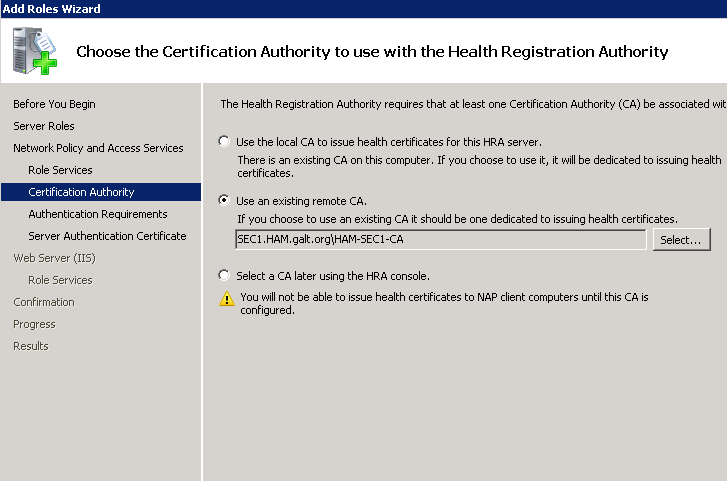 Add Roles Wizard
Choose the Certification Authority to use with the Health Registration Authority
Before You Begin
Server Roles
Network Policy and Access Services
Role Services
Certification Authority
Authentication Requirements
Server Authentication Certificate
Web Server (IIS)
Role Services
Confirmation
Progress
Results
The Health Registration Authority requires that at least one Certification Authority (CA) be associated wit
Use the local CA to issue health certificates for this HRA server.
There is an existing CA on this computer. If you choose to use it, it will be dedicated to issuing health
certificates.
Use an existing remote CA.
If you choose to use an existing CA it should be one dedicated to issuing health certificates.
SEC1.HAM.galt.org\HAM-SEC1-CA
Select...
Select a CA later using the HRA console.
You will not be able to issue health certificates to NAP client computers until this CA is
configured.